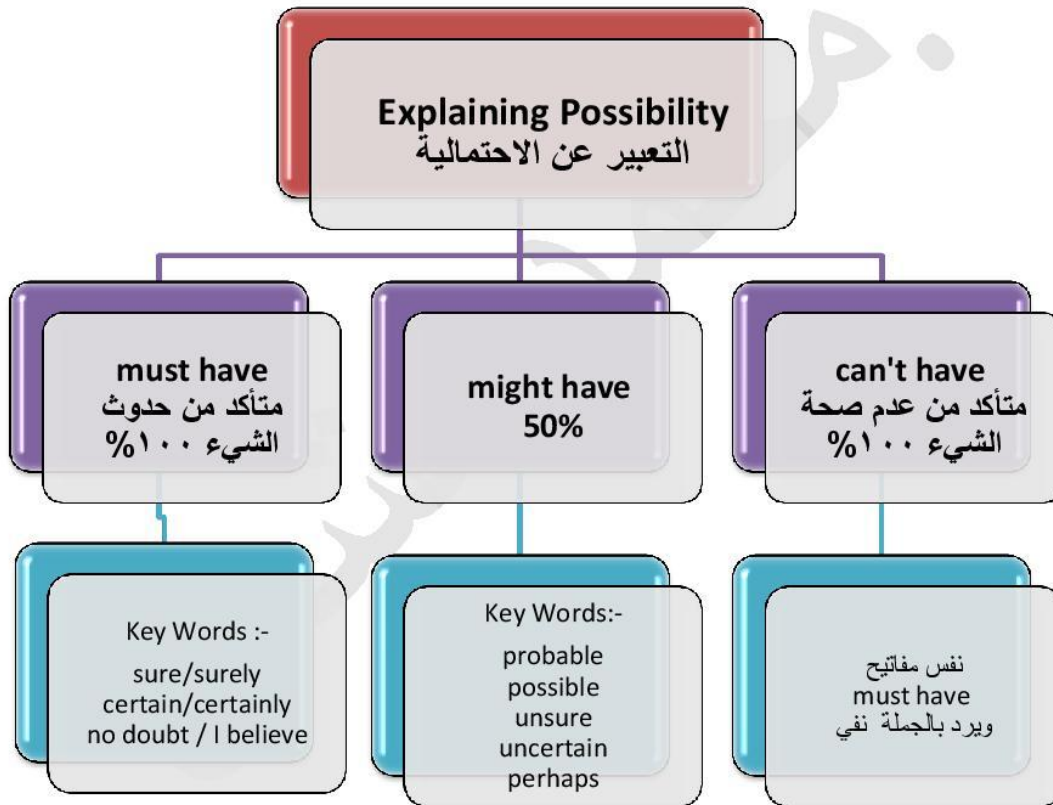 Explaining Possibility
التعبير عن الاحتمالية
must have
متأكد من حدوث
الشيء ١٠٠%
might have
50%
can't have
متأكد من عدم صحة
الشيء ١٠٠%
Key Words :-
sure/surely
certain/certainly
no doubt / I believe
Key Words:-
probable
possible
unsure
uncertain
perhaps
نفس مفاتيح
must have
ويرد بالجملة نفي